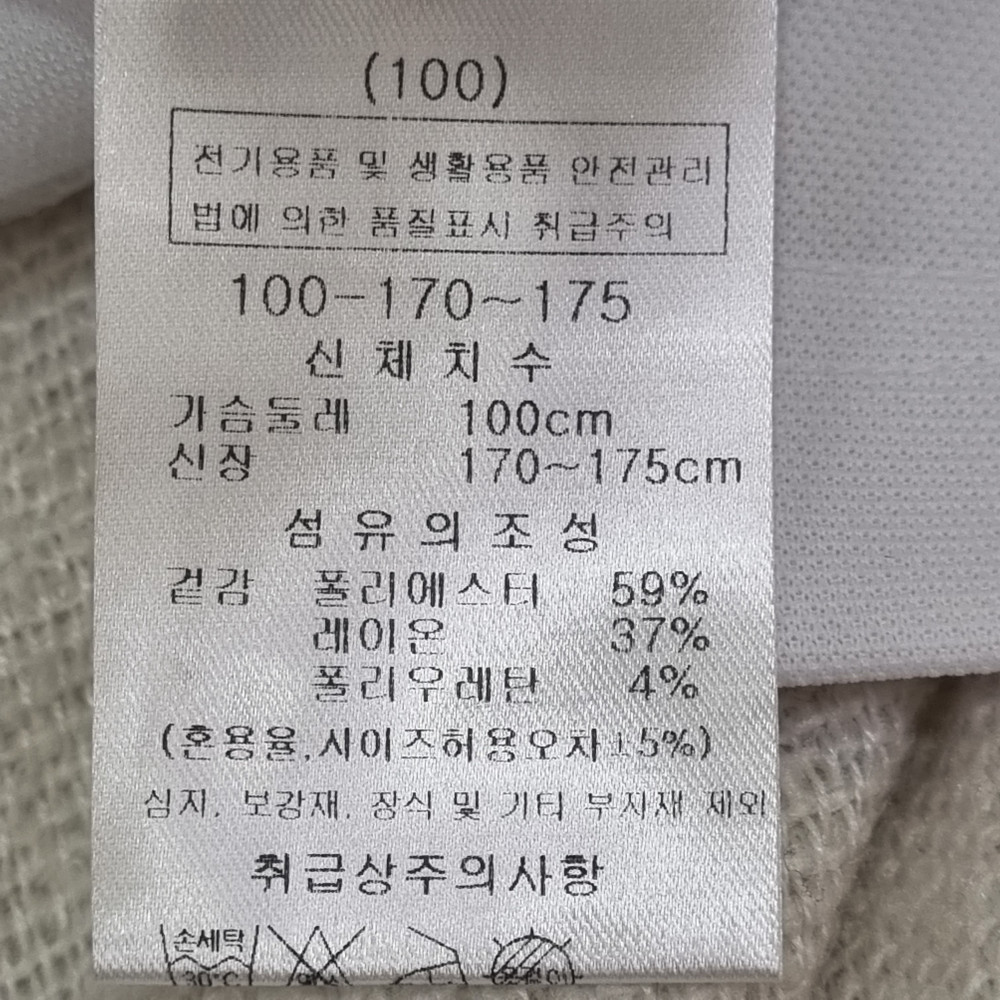 (100)
전기용품 및 생활용품 안전관리
법에 의한 품질표시 취급주의
100-170~175
신체치수
가슴둘레 100cm
신장 170~175cm
섬유의조성
겉감 폴리에스터 59%
레이온 37%
폴리우레탄 4%
(혼용율,사이즈허용오차±5%)
심지, 보강재, 장식 및 기타 부자재 제외
취급상주의사항
손세탁
30°C